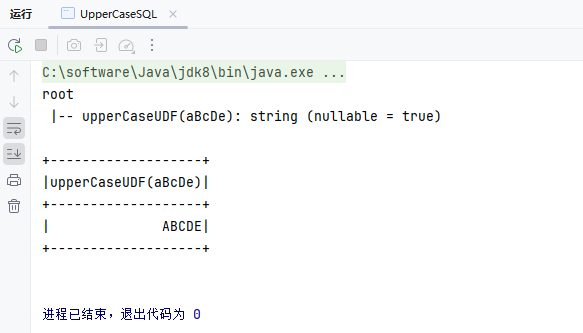 运行 UpperCaseSQL
C:\software\Java\jdk8\bin\java.exe ...
root
 |-- upperCaseUDF(aBcDe): string (nullable = true)
+-------------------+
|upperCaseUDF(aBcDe)|
+-------------------+
|              ABCDE|
+-------------------+
进程已结束，退出代码为 0